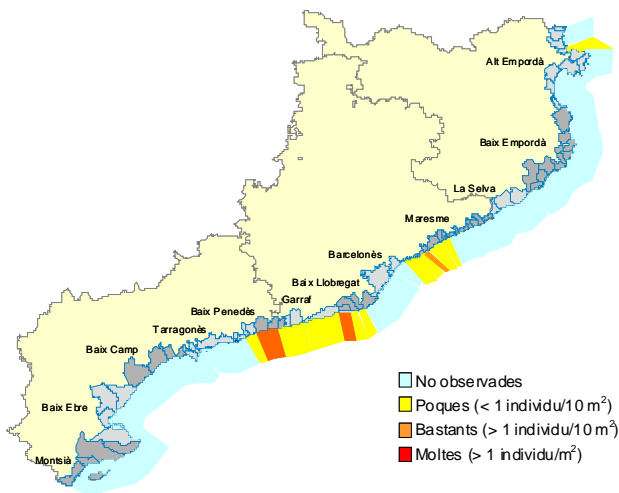 Alt Empordà
Baix Empordà
La Selva
Maresme
Barcelonès
Baix Llobregat
Garraf
Baix Penedès
Tarragonès
Baix Camp
Baix Ebre
Montsià
No observades
Poques (< 1 individu/10 m²)
Bastants (> 1 individu/10 m²)
Moltes (> 1 individu/m²)